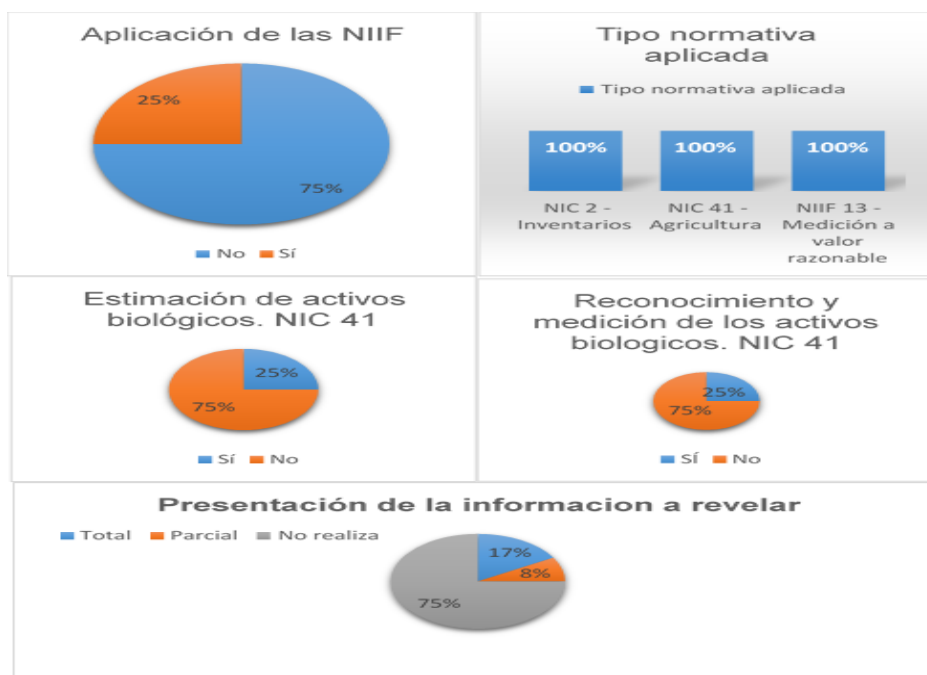 Aplicación de las NIIF
25%
75%
No Sí
Tipo normativa
aplicada
Tipo normativa aplicada
100% 100% 100%
NIC 2 - NIC 41 - NIIF 13 -
Inventarios Agricultura Medición a
valor
razonable
Estimación de activos
biológicos. NIC 41
25%
75%
Sí No
Reconocimiento y
medición de los activos
biologicos. NIC 41
25%
75%
SÍ No
Presentación de la informacion a revelar
Total Parcial No realiza
17%
8%
75%